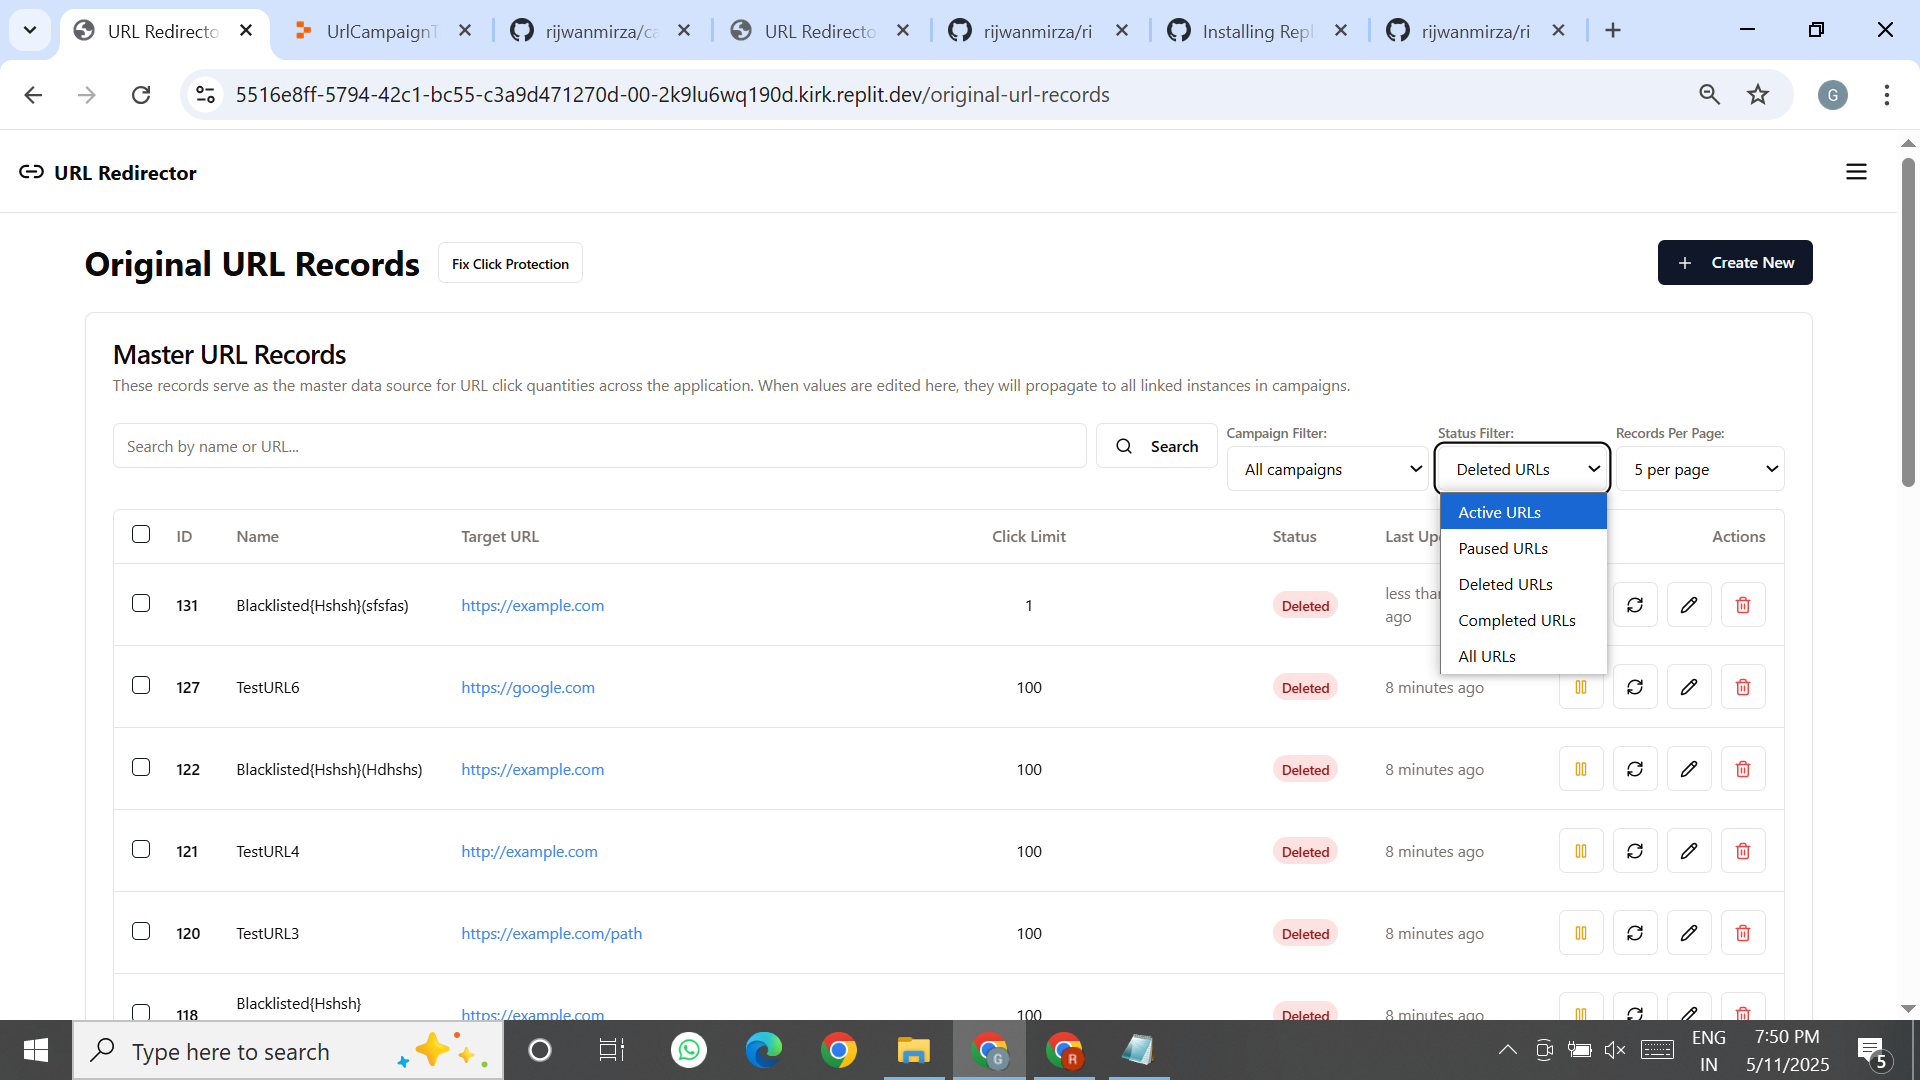 URL Redirecto
UrlCampaignT
rijwanmirza/ca
URL Redirecto
rijwanmirza/ri
Installing Repl
rijwanmirza/ri
5516e8ff-5794-42c1-bc55-c3a9d471270d-00-2k9lu6wq190d.kirk.replit.dev/original-url-records
G
URL Redirector
Original URL Records
Fix Click Protection
+ Create New
Master URL Records
These records serve as the master data source for URL click quantities across the application. When values are edited here, they will propagate to all linked instances in campaigns.
Search by name or URL...
Search
Campaign Filter:
All campaigns
Status Filter:
Deleted URLs
Records Per Page:
5 per page
Active URLs
Paused URLs
Deleted URLs
Completed URLs
All URLs
ID Name Target URL Click Limit Status Last Up Actions
131 Blacklisted{Hshsh}(sfsfas) https://example.com 1 Deleted less than
ago
127 TestURL6 https://google.com 100 Deleted 8 minutes ago
122 Blacklisted{Hshsh}(Hdhshs) https://example.com 100 Deleted 8 minutes ago
121 TestURL4 http://example.com 100 Deleted 8 minutes ago
120 TestURL3 https://example.com/path 100 Deleted 8 minutes ago
118 Blacklisted{Hshsh} https://example.com 100 Deleted 8 minutes ago
Type here to search
G
R
ENG
IN
7:50 PM
5/11/2025
5